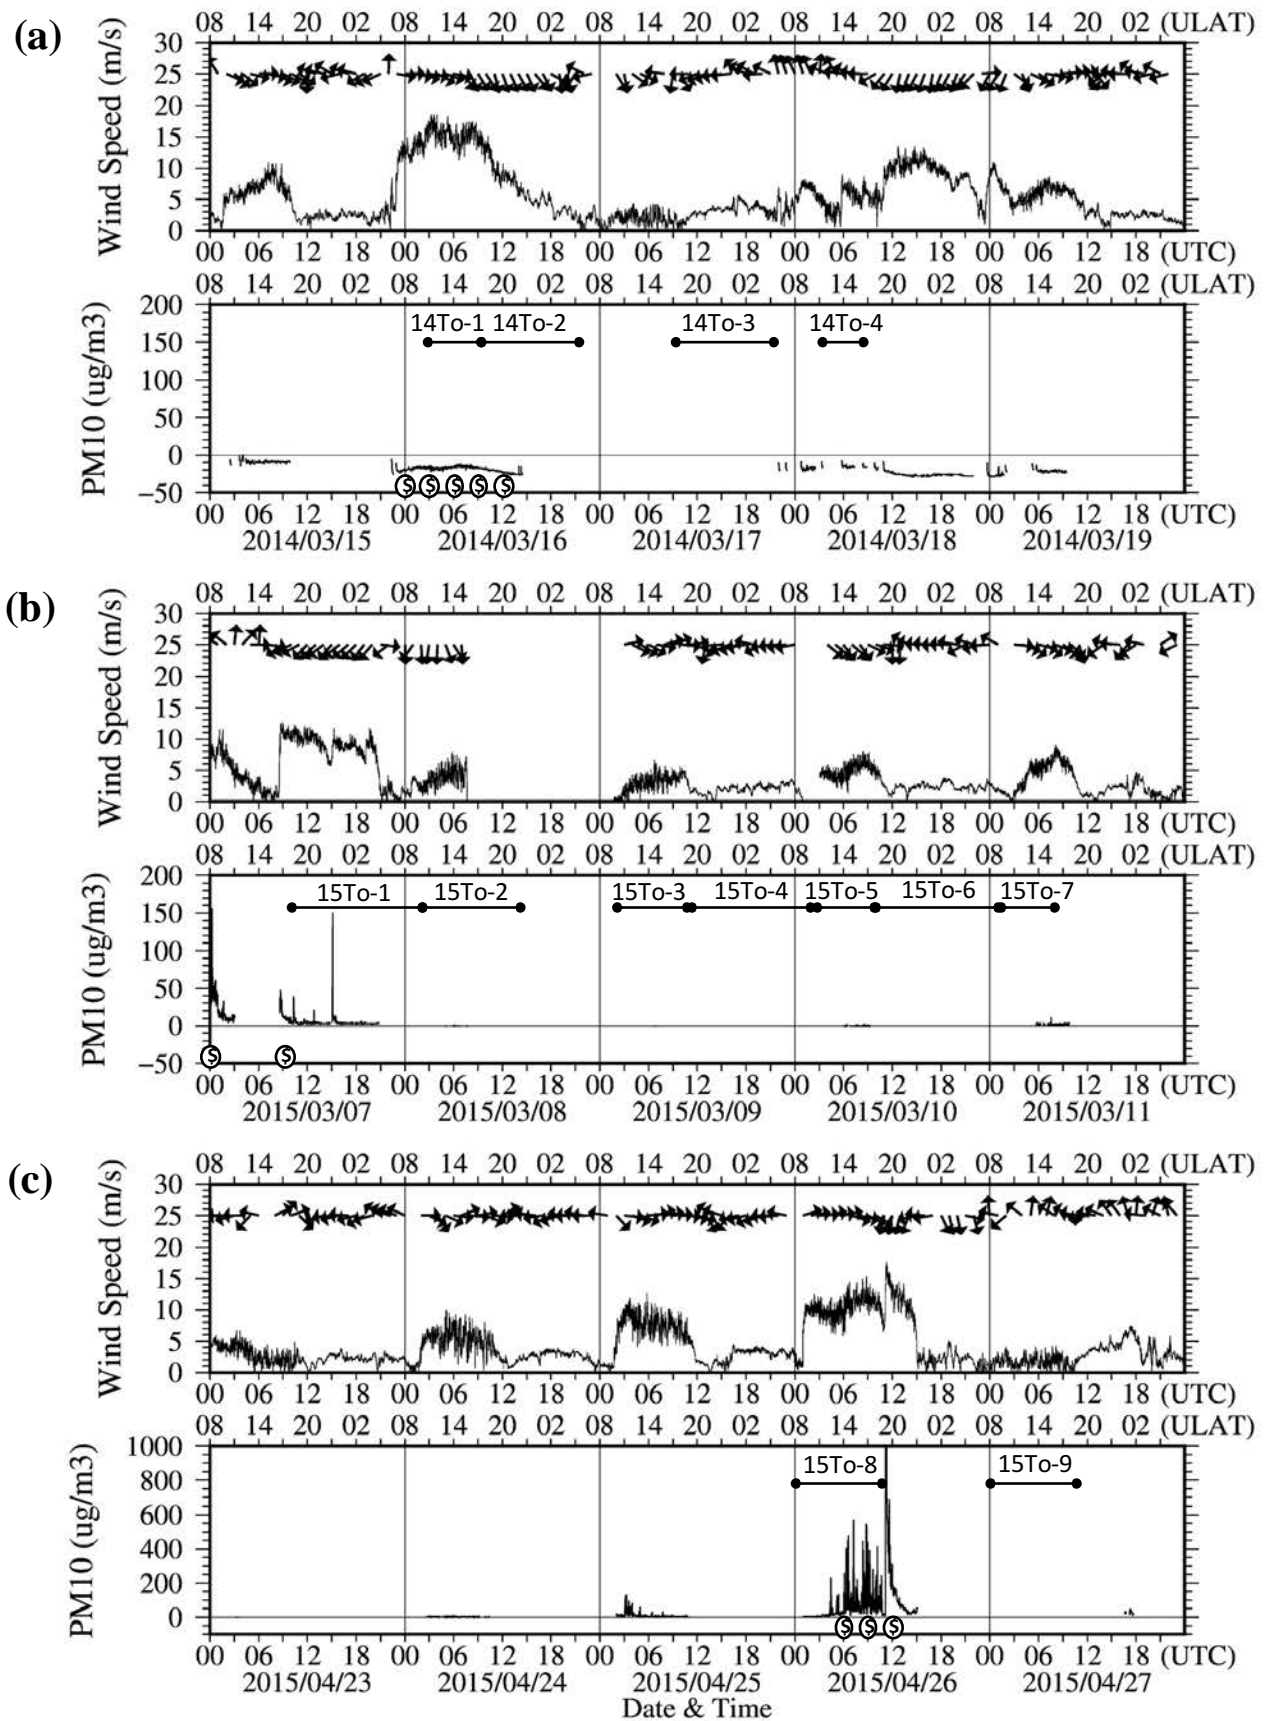 (a)
08 14 20 02 08 14 20 02 08 14 20 02 08 14 20 02 08 14 20 02 (ULAT)
Wind Speed (m/s)
30
25
20
15
10
5
0
00 06 12 18 00 06 12 18 00 06 12 18 00 06 12 18 00 06 12 18 (UTC)
08 14 20 02 08 14 20 02 08 14 20 02 08 14 20 02 08 14 20 02 (ULAT)
PM10 (ug/m3)
200
150
100
50
0
−50
14To-1 14To-2 14To-3 14To-4
$ $ $ $ $
00 06 12 18 00 06 12 18 00 06 12 18 00 06 12 18 00 06 12 18 (UTC)
2014/03/15 2014/03/16 2014/03/17 2014/03/18 2014/03/19
(b)
08 14 20 02 08 14 20 02 08 14 20 02 08 14 20 02 08 14 20 02 (ULAT)
Wind Speed (m/s)
30
25
20
15
10
5
0
00 06 12 18 00 06 12 18 00 06 12 18 00 06 12 18 00 06 12 18 (UTC)
08 14 20 02 08 14 20 02 08 14 20 02 08 14 20 02 08 14 20 02 (ULAT)
PM10 (ug/m3)
200
150
100
50
0
−50
15To-1 15To-2 15To-3 15To-4 15To-5 15To-6 15To-7
$ $
00 06 12 18 00 06 12 18 00 06 12 18 00 06 12 18 00 06 12 18 (UTC)
2015/03/07 2015/03/08 2015/03/09 2015/03/10 2015/03/11
(c)
08 14 20 02 08 14 20 02 08 14 20 02 08 14 20 02 08 14 20 02 (ULAT)
Wind Speed (m/s)
30
25
20
15
10
5
0
00 06 12 18 00 06 12 18 00 06 12 18 00 06 12 18 00 06 12 18 (UTC)
08 14 20 02 08 14 20 02 08 14 20 02 08 14 20 02 08 14 20 02 (ULAT)
PM10 (ug/m3)
1000
800
600
400
200
0
15To-8 15To-9
$ $ $
00 06 12 18 00 06 12 18 00 06 12 18 00 06 12 18 00 06 12 18 (UTC)
2015/04/23 2015/04/24 2015/04/25 2015/04/26 2015/04/27
Date & Time